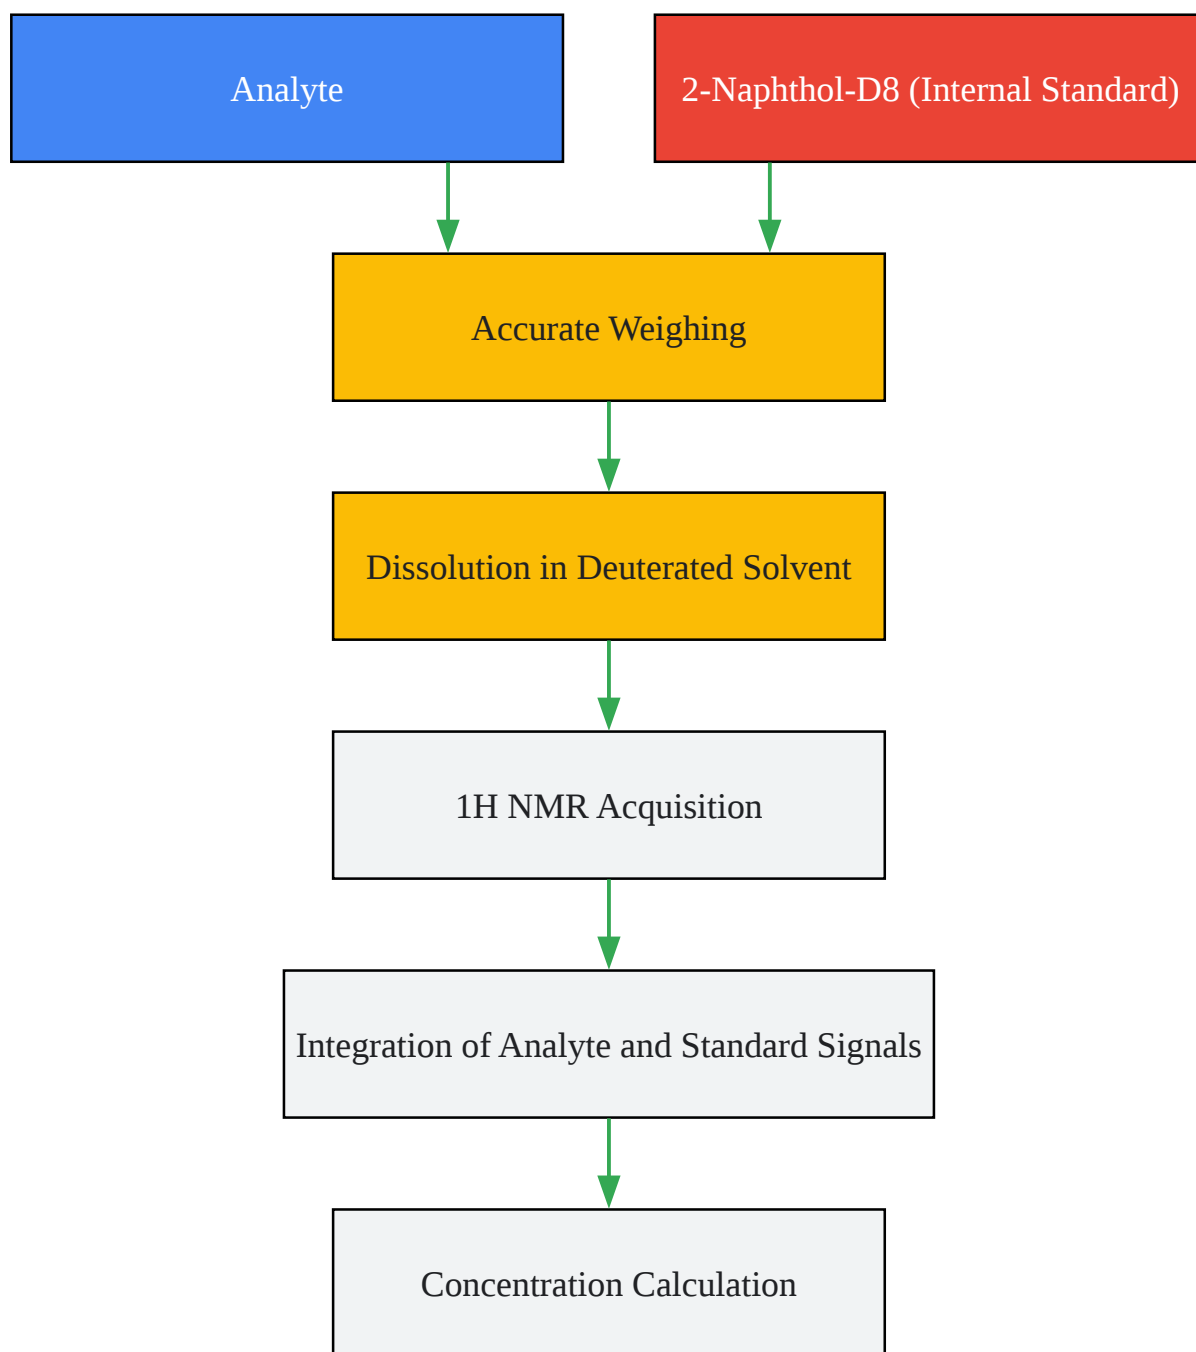 Analyte
2-Naphthol-D8 (Internal Standard)
Accurate Weighing
Dissolution in Deuterated Solvent
1H NMR Acquisition
Integration of Analyte and Standard Signals
Concentration Calculation